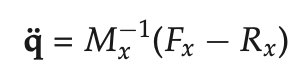 q̈ = M_x^{-1}(F_x − R_x)